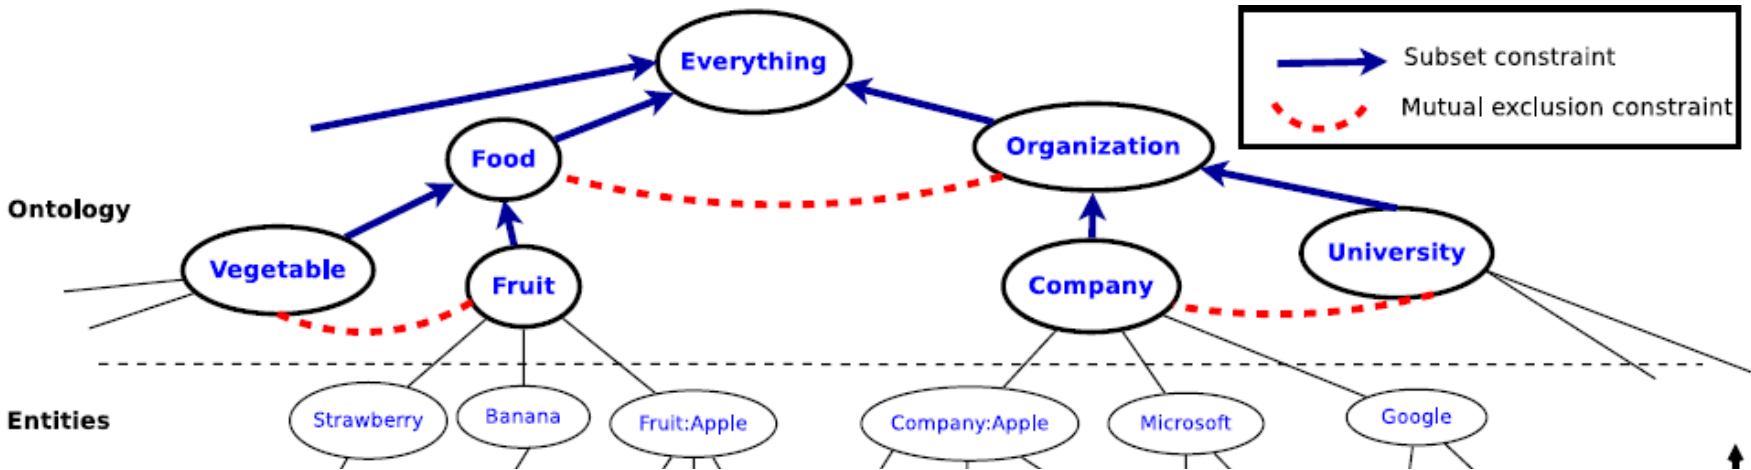 Everything
Subset constraint
Mutual exclusion constraint
Food
Organization
Ontology
Vegetable
Fruit
Company
University
Entities
Strawberry
Banana
Fruit:Apple
Company:Apple
Microsoft
Google